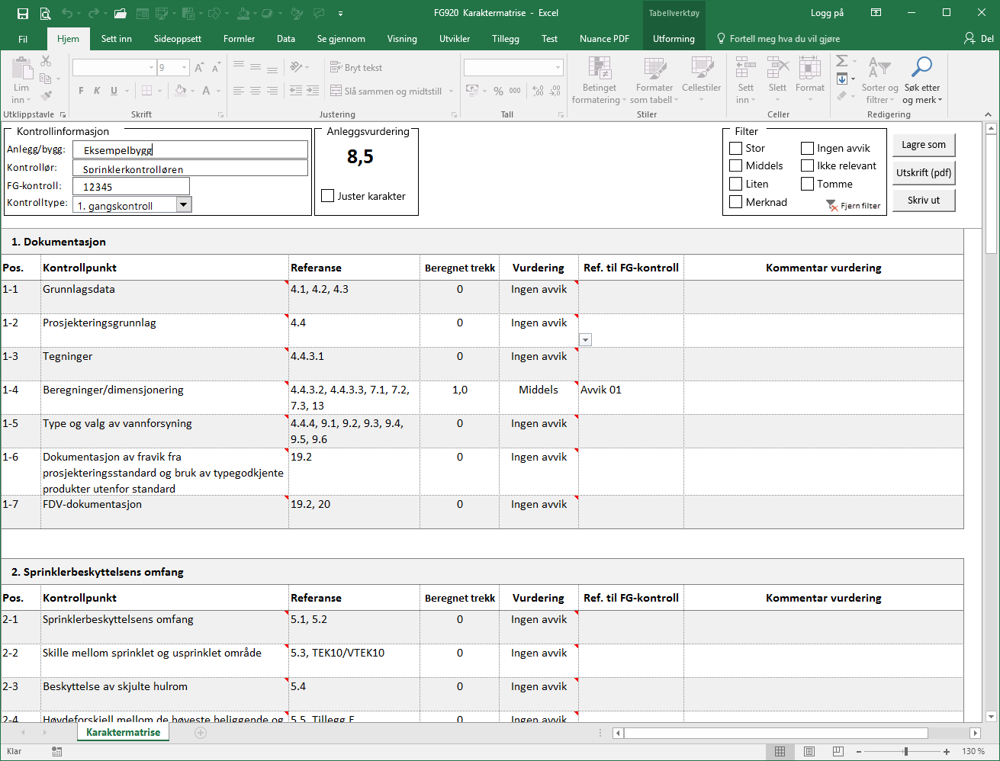 FG920 Karaktermatrise - Excel
Tabellverktøy
Logg på
Fil
Hjem
Sett inn
Sideoppsett
Formler
Data
Se gjennom
Visning
Utvikler
Tillegg
Test
Nuance PDF
Utforming
Fortell meg hva du vil gjøre
Del
Lim inn
Utklippstavle
9
F K U
Skrift
Bryt tekst
Slå sammen og midtstill
Justering
% 000
Tall
Betinget formatering
Formater som tabell
Cellestiler
Stiler
Sett inn
Slett
Format
Celler
Sorter og filtrer
Søk etter og merk
Redigering
Kontrollinformasjon
Anlegg/bygg: Eksempelbygg
Kontrollør: Sprinklerkontrolløren
FG-kontroll: 12345
Kontrolltype: 1. gangskontroll
Anleggsvurdering
8,5
Juster karakter
Filter
Stor Ingen avvik
Middels Ikke relevant
Liten Tomme
Merknad Fjern filter
Lagre som
Utskrift (pdf)
Skriv ut
1. Dokumentasjon
Pos. Kontrollpunkt Referanse Beregnet trekk Vurdering Ref. til FG-kontroll Kommentar vurdering
1-1 Grunnlagsdata 4.1, 4.2, 4.3 0 Ingen avvik
1-2 Prosjekteringsgrunnlag 4.4 0 Ingen avvik
1-3 Tegninger 4.4.3.1 0 Ingen avvik
1-4 Beregninger/dimensjonering 4.4.3.2, 4.4.3.3, 7.1, 7.2, 1,0 Middels Avvik 01
7.3, 13
1-5 Type og valg av vannforsyning 4.4.4, 9.1, 9.2, 9.3, 9.4, 0 Ingen avvik
9.5, 9.6
1-6 Dokumentasjon av fravik fra 19.2 0 Ingen avvik
prosjekteringsstandard og bruk av typegodkjente
produkter utenfor standard
1-7 FDV-dokumentasjon 19.2, 20 0 Ingen avvik
2. Sprinklerbeskyttelsens omfang
Pos. Kontrollpunkt Referanse Beregnet trekk Vurdering Ref. til FG-kontroll Kommentar vurdering
2-1 Sprinklerbeskyttelsens omfang 5.1, 5.2 0 Ingen avvik
2-2 Skille mellom sprinklet og usprinklet område 5.3, TEK10/VTEK10 0 Ingen avvik
2-3 Beskyttelse av skjulte hulrom 5.4 0 Ingen avvik
2-4 Høydeforskjell mellom de høyeste beliggende og 5.5, Tillegg F 0 Ingen avvik
Karaktermatrise
Klar
130 %